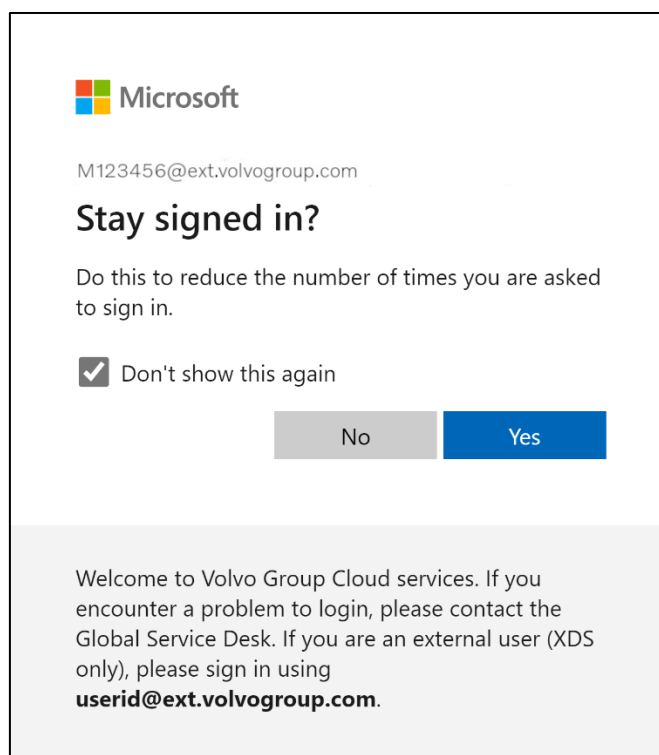 Microsoft
M123456@ext.volvogroup.com
Stay signed in?
Do this to reduce the number of times you are asked
to sign in.
Don't show this again
No
Yes
Welcome to Volvo Group Cloud services. If you
encounter a problem to login, please contact the
Global Service Desk. If you are an external user (XDS
only), please sign in using
userid@ext.volvogroup.com.